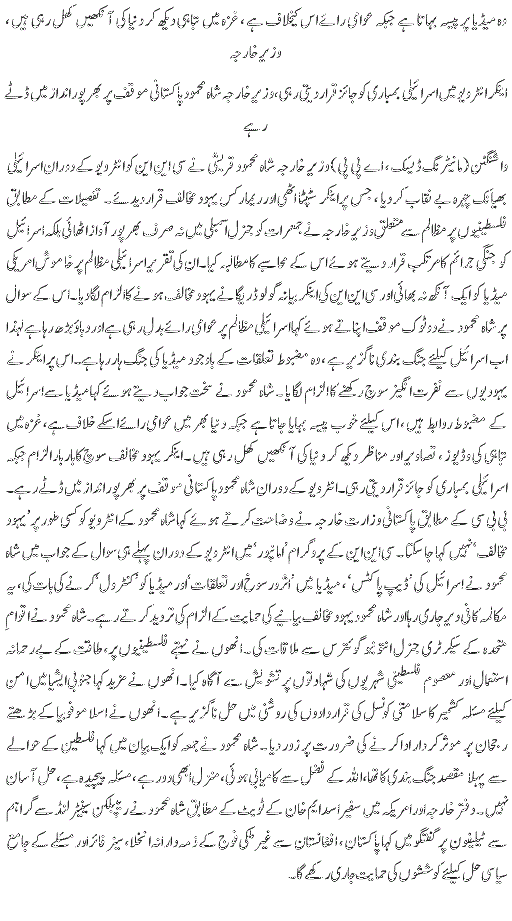 وہ میڈیا پر پیسہ بہاتا ہے جبکہ عوامی رائے اس کیخلاف ہے، غزہ میں تباہی دیکھ کر دنیا کی آنکھیں کھل رہی ہیں،
وزیر خارجہ
اینکر انٹرویو میں اسرائیلی بمباری کو جائز قرار دیتی رہی، وزیر خارجہ شاہ محمود پاکستانی موقف پر بھرپور انداز میں ڈٹے
رہے
واشنگٹن (مانیٹرنگ ڈیسک، اے پی پی) وزیر خارجہ شاہ محمود قریشی نے سی این این کو انٹرویو کے دوران اسرائیلی
بھیانک چہرہ بے نقاب کر دیا، جس پر اینکر سٹپٹا اٹھی اور ریمارکس یہود مخالف قرار دیدئے۔ تفصیلات کے مطابق
فلسطینیوں پر مظالم سے متعلق وزیر خارجہ نے جمعرات کو جنرل اسمبلی میں نہ صرف بھرپور آواز اٹھائی بلکہ اسرائیل
کو جنگی جرائم کا مرتکب قرار دیتے ہوئے اس کے محاسبے کا مطالبہ کیا۔ ان کی تقریر اسرائیلی مظالم پر خاموش امریکی
میڈیا کو ایک آنکھ نہ بھائی اور سی این این کی اینکر بیانہ گولوڈریگا نے یہود مخالف ہونے کا الزام لگا دیا۔ اس کے سوال
پر شاہ محمود نے دو ٹوک موقف اپناتے ہوئے کہا اسرائیلی مظالم پر عوامی رائے بدل رہی ہے اور دباؤ بڑھ رہا ہے لہٰذا
اب اسرائیل کیلئے جنگ بندی ناگزیر ہے، وہ مضبوط تعلقات کے باوجود میڈیا کی جنگ ہار رہا ہے۔ اس پر اینکر نے
یہودیوں سے نفرت انگیز سوچ رکھنے کا الزام لگایا۔ شاہ محمود نے سخت جواب دیتے ہوئے کہا میڈیا سے اسرائیل
کے مضبوط روابط ہیں، اس کیلئے خوب پیسہ بہایا جاتا ہے جبکہ دنیا بھر میں عوامی رائے اسکے خلاف ہے، غزہ میں
تباہی کی وڈیوز، تصاویر اور مناظر دیکھ کر دنیا کی آنکھیں کھل رہی ہیں۔ اینکر یہود مخالف سوچ کا بار بار الزام جبکہ
اسرائیلی بمباری کو جائز قرار دیتی رہی۔ انٹرویو کے دوران شاہ محمود پاکستانی موقف پر بھرپور انداز میں ڈٹے رہے۔
بی بی سی کے مطابق پاکستانی وزارت خارجہ نے وضاحت کرتے ہوئے کہا شاہ محمود کے انٹرویو کو کسی طور پر 'یہود
مخالف' نہیں کہا جا سکتا۔ سی این این کے پروگرام 'امانپور' میں انٹرویو کے دوران پہلے ہی سوال کے جواب میں شاہ
محمود نے اسرائیل کی 'ڈیپ پاکٹس'، میڈیا میں 'اثر و رسوخ اور تعلقات' اور میڈیا کو 'کنٹرول' کرنے کی بات کی، یہ
مکالمہ کافی دیر جاری رہا اور شاہ محمود یہود مخالف بیانیے کی حمایت کے الزام کی تردید کرتے رہے۔ شاہ محمود نے اقوام
متحدہ کے سیکرٹری جنرل انتونیو گوئترس سے ملاقات کی۔ انھوں نے نہتے فلسطینیوں پر، طاقت کے بے رحمانہ
استعمال اور معصوم فلسطینی شہریوں کی شہادتوں پر تشویش سے آگاہ کیا۔ انھوں نے مزید کہا جنوبی ایشیا میں امن
کیلئے مسئلہ کشمیر کا سلامتی کونسل کی قراردادوں کی روشنی میں حل ناگزیر ہے۔ انھوں نے اسلاموفوبیا کے بڑھتے
رجحان پر موثر کردار ادا کرنے کی ضرورت پر زور دیا۔ شاہ محمود نے جمعہ کو ایک بیان میں کہا فلسطین کے حوالے
سے پہلا مقصد جنگ بندی کا تھا، اللہ کے فضل سے کامیابی ہوئی، منزل ابھی دور ہے، مسئلہ پیچیدہ ہے، حل آسان
نہیں۔ دفتر خارجہ اور امریکہ میں سفیر اسد ایم خان کے ٹویٹ کے مطابق شاہ محمود نے ریپبلکن سینیٹر لنڈسے گراہم
سے ٹیلیفون پر گفتگو میں کہا پاکستان، افغانستان سے غیر ملکی فوج کے ذمہ دارانہ انخلا، سیز فائر اور مسئلے کے جامع
سیاسی حل کیلئے کوششوں کی حمایت جاری رکھے گا۔